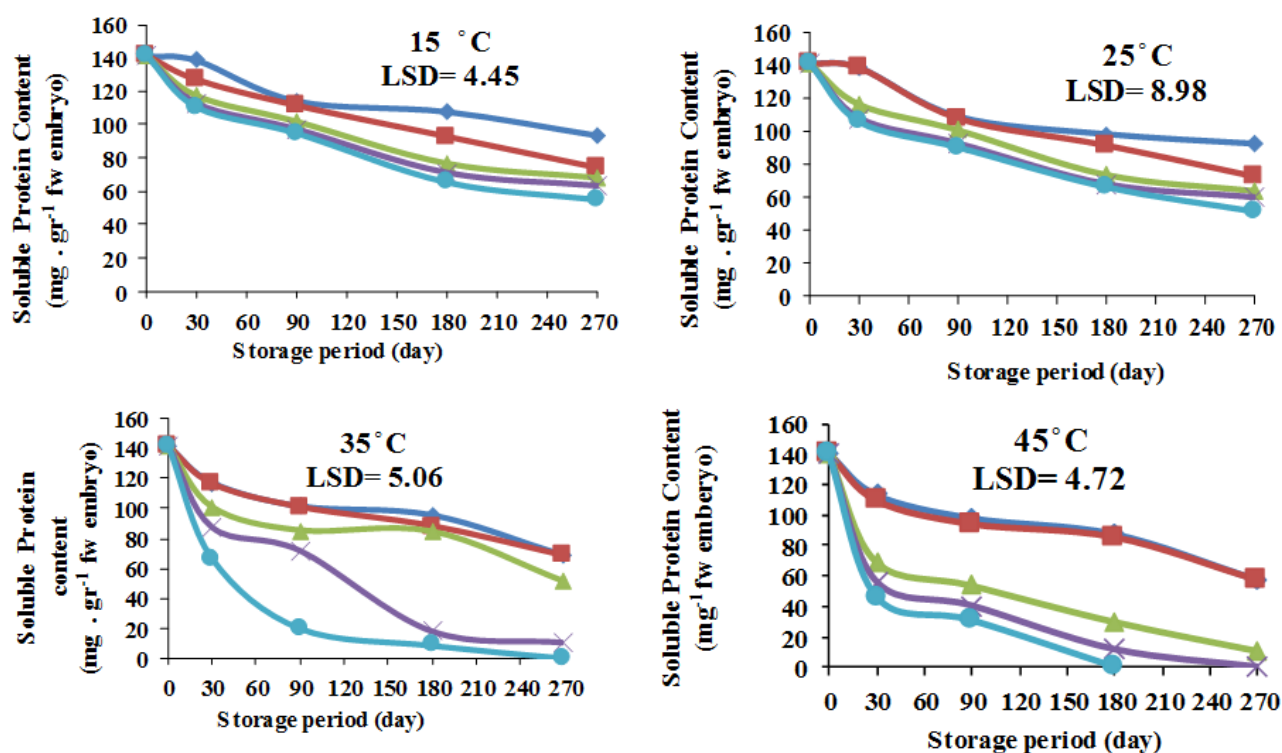 Soluble Protein Content
(mg . gr⁻¹ fw embryo)
160
140
120
100
80
60
40
20
0
15 °C
LSD= 4.45
0 30 60 90 120 150 180 210 240 270
Storage period (day)
Soluble Protein Content
(mg . gr⁻¹ fw embryo)
160
140
120
100
80
60
40
20
0
25°C
LSD= 8.98
0 30 60 90 120 150 180 210 240 270
Storage period (day)
Soluble Protein
content
(mg . gr⁻¹ fw embryo)
160
140
120
100
80
60
40
20
0
35°C
LSD= 5.06
0 30 60 90 120 150 180 210 240 270
Storage period (day)
Soluble Protein Content
(mg⁻¹ fw embryo)
160
140
120
100
80
60
40
20
0
45°C
LSD= 4.72
0 30 60 90 120 150 180 210 240 270
Storage period (day)